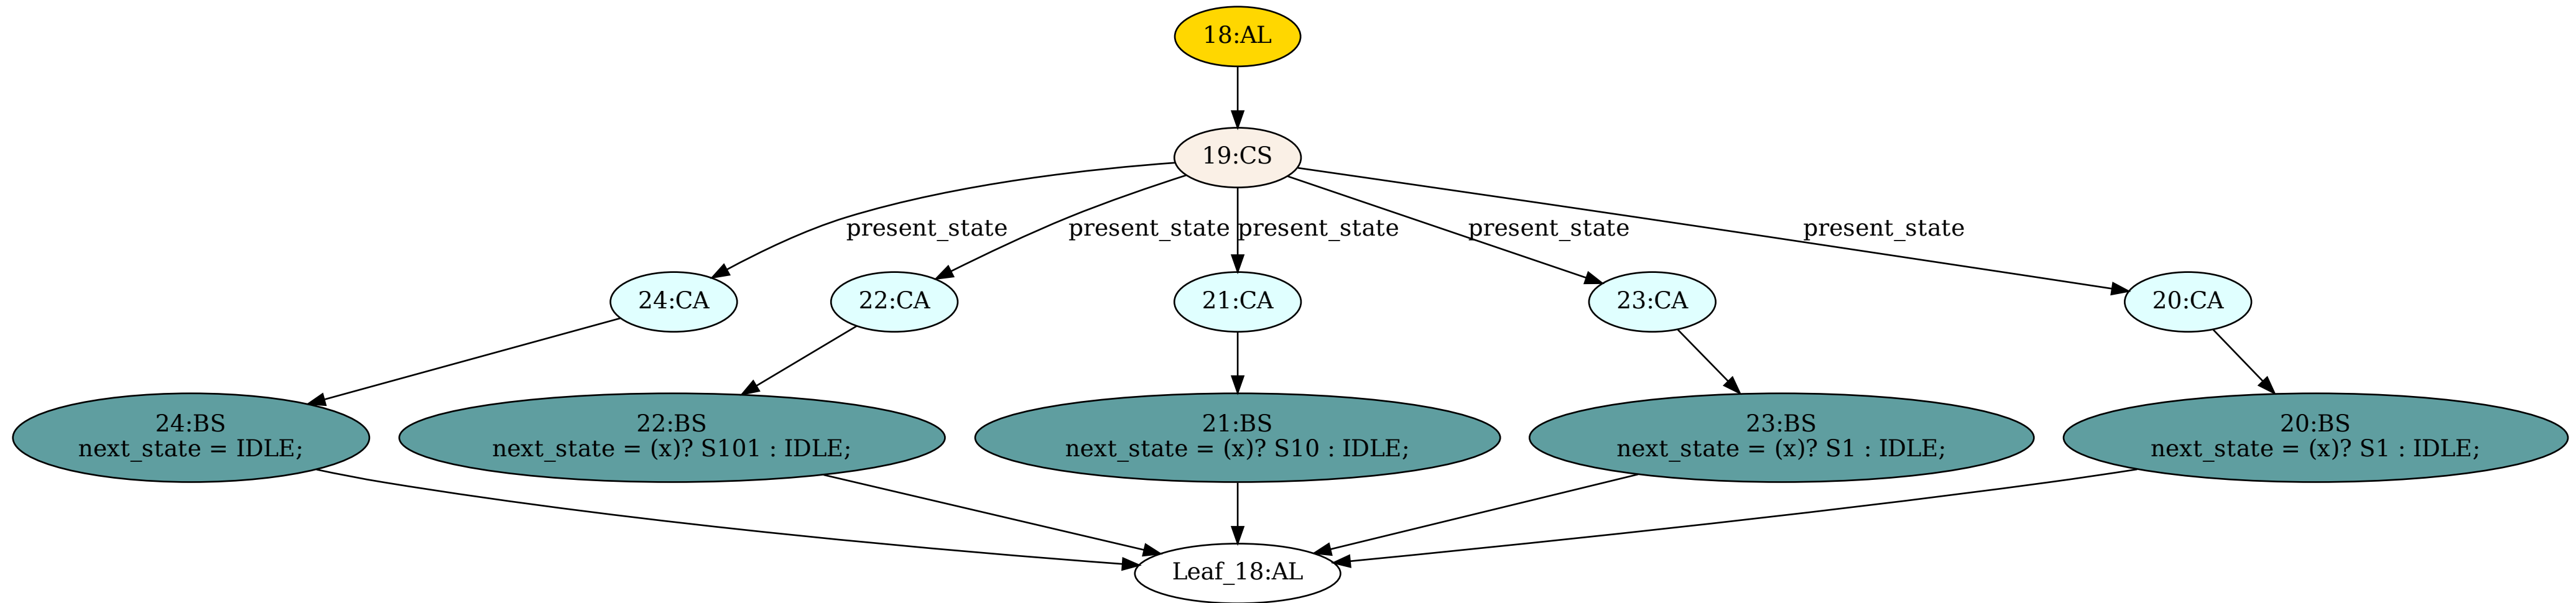 18:AL
19:CS
present_state present_state present_state present_state present_state
24:CA 22:CA 21:CA 23:CA 20:CA
24:BS
next_state = IDLE;
22:BS
next_state = (x)? S101 : IDLE;
21:BS
next_state = (x)? S10 : IDLE;
23:BS
next_state = (x)? S1 : IDLE;
20:BS
next_state = (x)? S1 : IDLE;
Leaf_18:AL